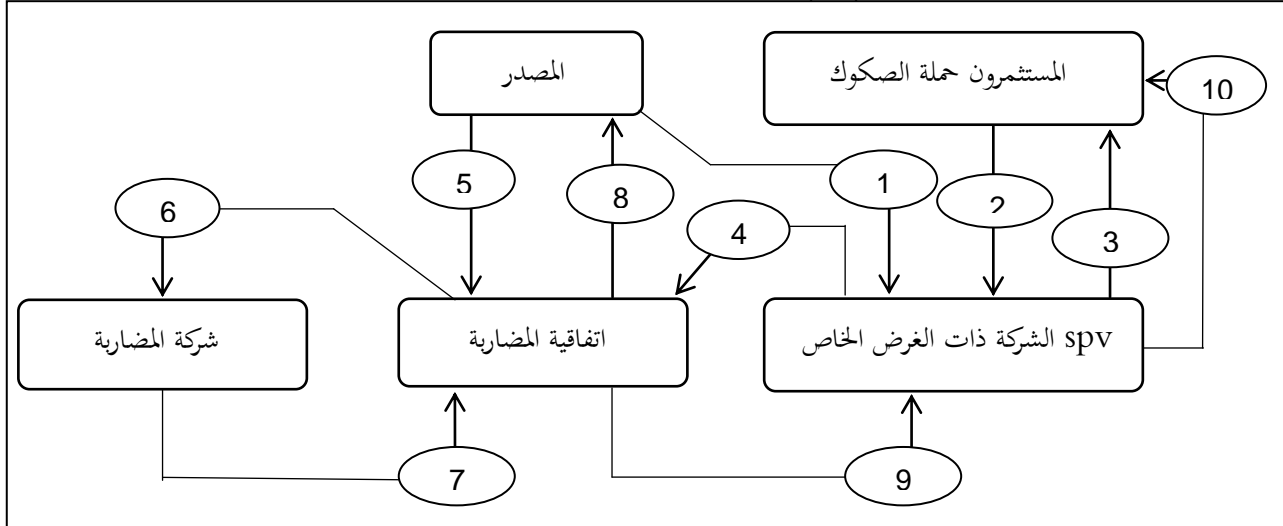 المستثمرون حملة الصكوك
المصدر
10
5
8
1
2
3
6
4
spv الشركة ذات الغرض الخاص
اتفاقية المضاربة
شركة المضاربة
7
9